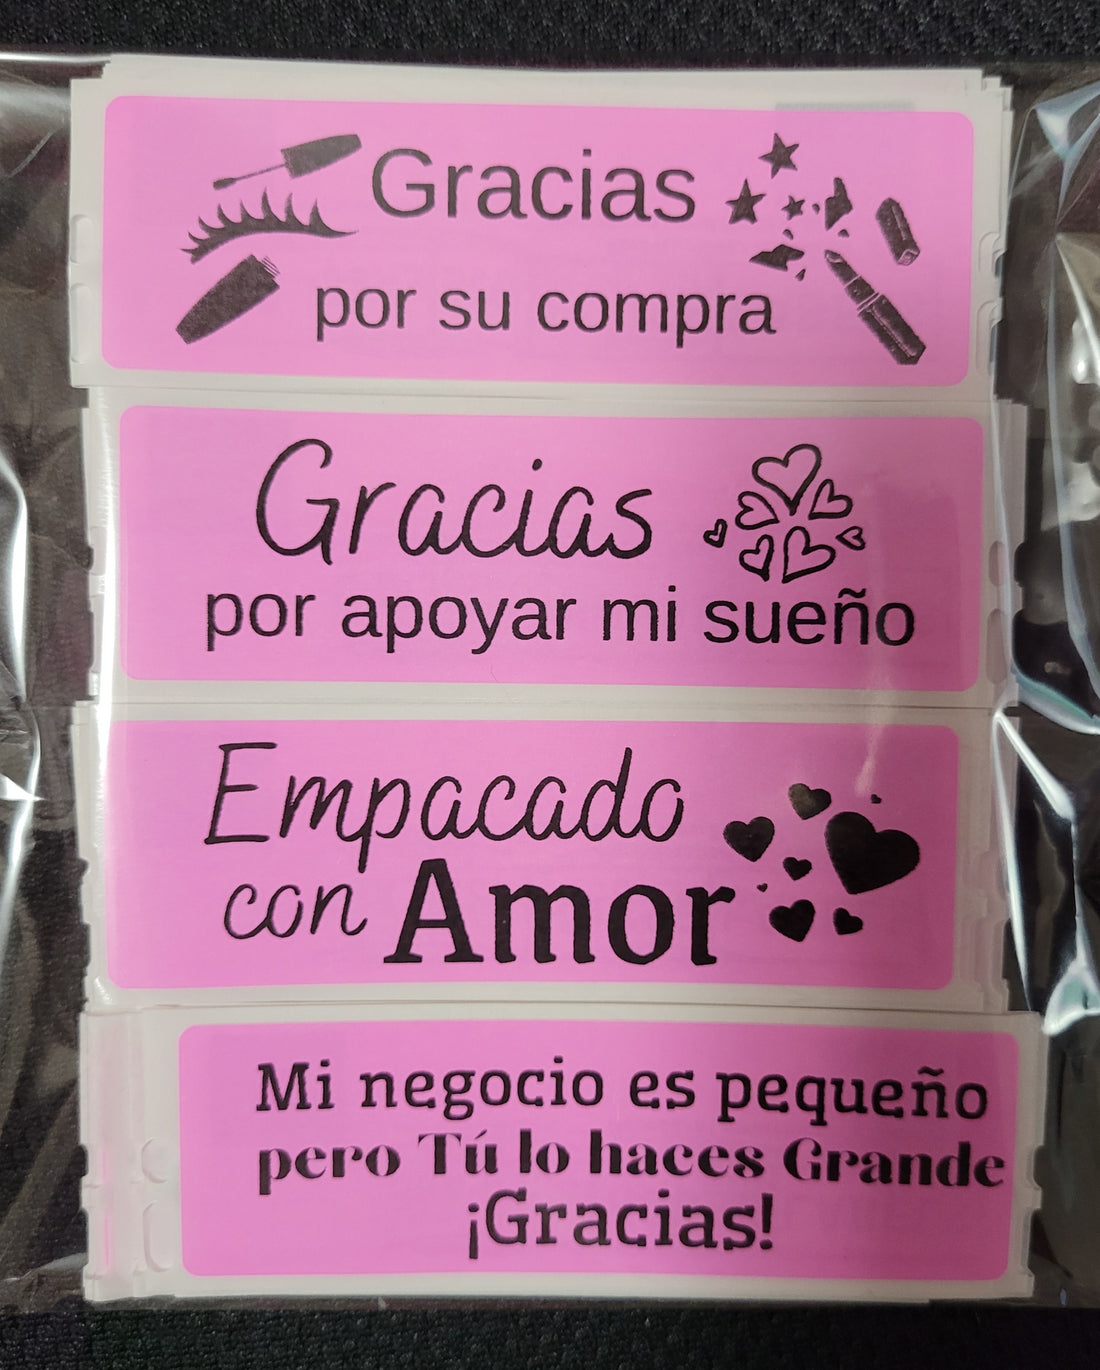 Gracias
por su compra
Gracias
por apoyar mi sueño
Empacado
con Amor
Mi negocio es pequeño
pero Tú lo haces Grande
¡Gracias!